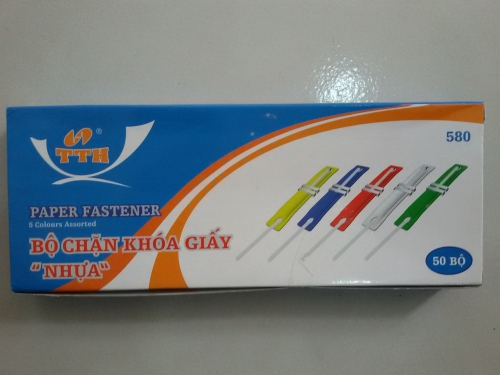 TTH
®
580
PAPER FASTENER
5 Colours Assorted
BỘ CHẶN KHÓA GIẤY
“NHỰA“
50 BỘ